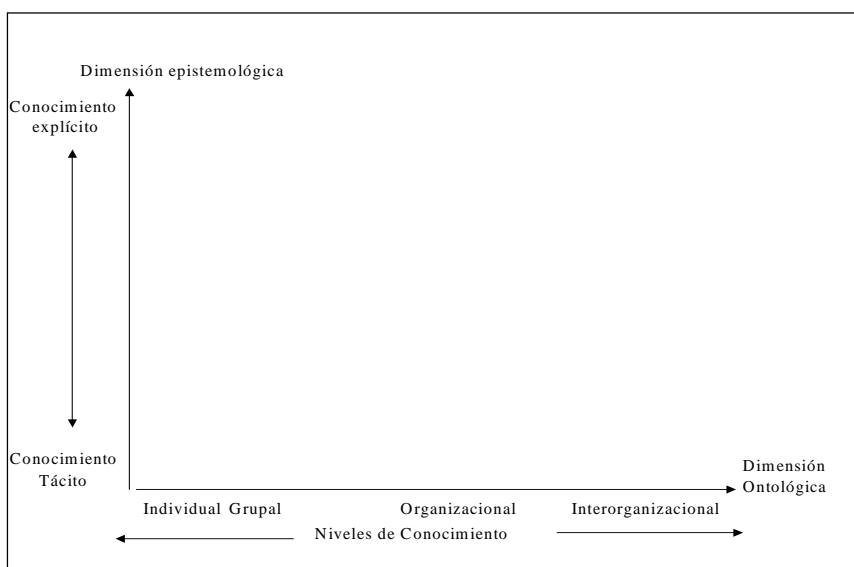 Dimensión epistemológica
Conocimiento
explícito
Conocimiento
Tácito
Dimensión
Ontológica
Individual Grupal Organizacional Interorganizacional
Niveles de Conocimiento